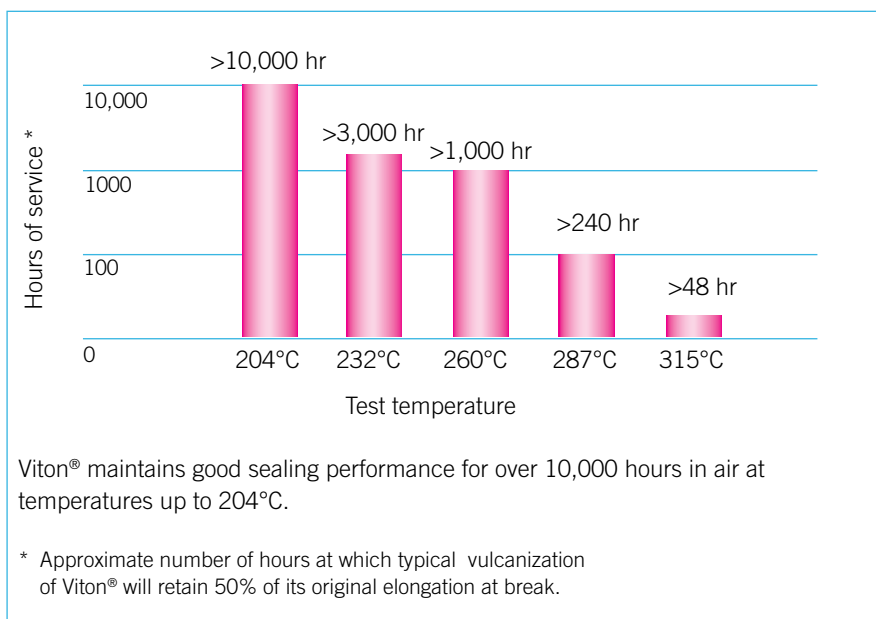 >10,000 hr
10,000
>3,000 hr
>1,000 hr
1000
>240 hr
100
>48 hr
0
Hours of service *
204°C 232°C 260°C 287°C 315°C
Test temperature
Viton® maintains good sealing performance for over 10,000 hours in air at
temperatures up to 204°C.
* Approximate number of hours at which typical vulcanization
of Viton® will retain 50% of its original elongation at break.